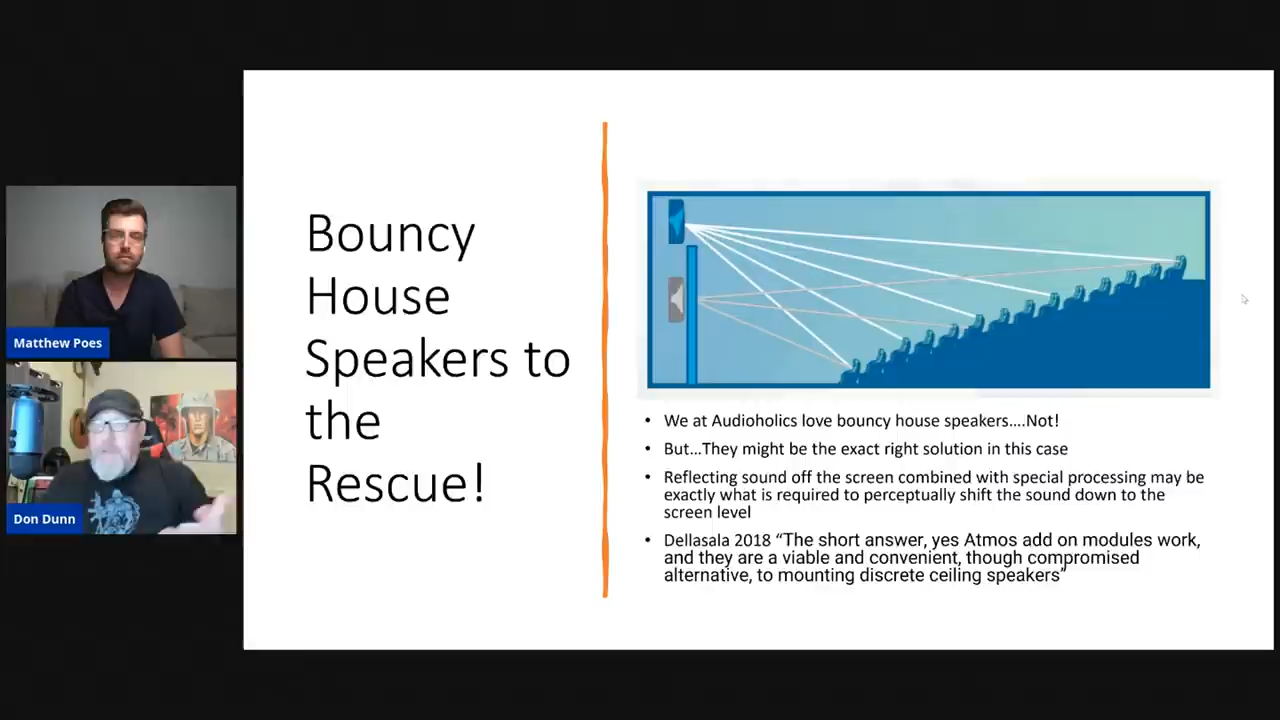 Matthew Poes
Don Dunn
Bouncy
House
Speakers to
the
Rescue!
• We at Audioholics love bouncy house speakers....Not!
• But...They might be the exact right solution in this case
• Reflecting sound off the screen combined with special processing may be
exactly what is required to perceptually shift the sound down to the
screen level
• Dellasala 2018 “The short answer, yes Atmos add on modules work,
and they are a viable and convenient, though compromised
alternative, to mounting discrete ceiling speakers”